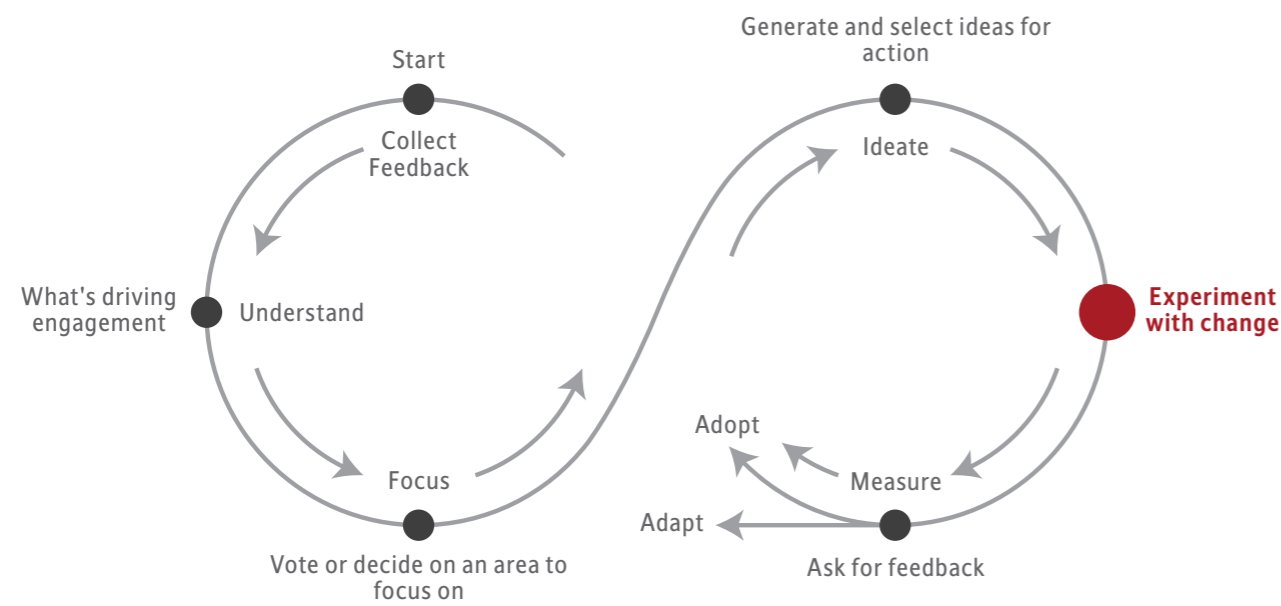 Start
Collect
Feedback
What's driving
engagement
Understand
Focus
Vote or decide on an area to
focus on
Generate and select ideas for
action
Ideate
Experiment
with change
Measure
Ask for feedback
Adopt
Adapt